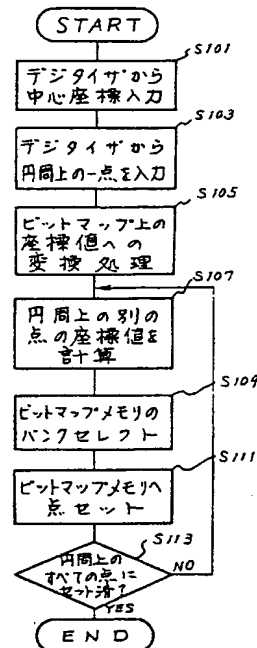 START
S101
デジタイザから
中心座標入力
S103
デジタイザから
円周上の一点を入力
S105
ビットマップ上の
座標値への
変換処理
S107
円周上の別の
点の座標値を
計算
S109
ビットマップメモリの
バンクセレクト
S111
ビットマップメモリへ
点セット
S113
円周上の
すべての点に
セット済?
NO
YES
END